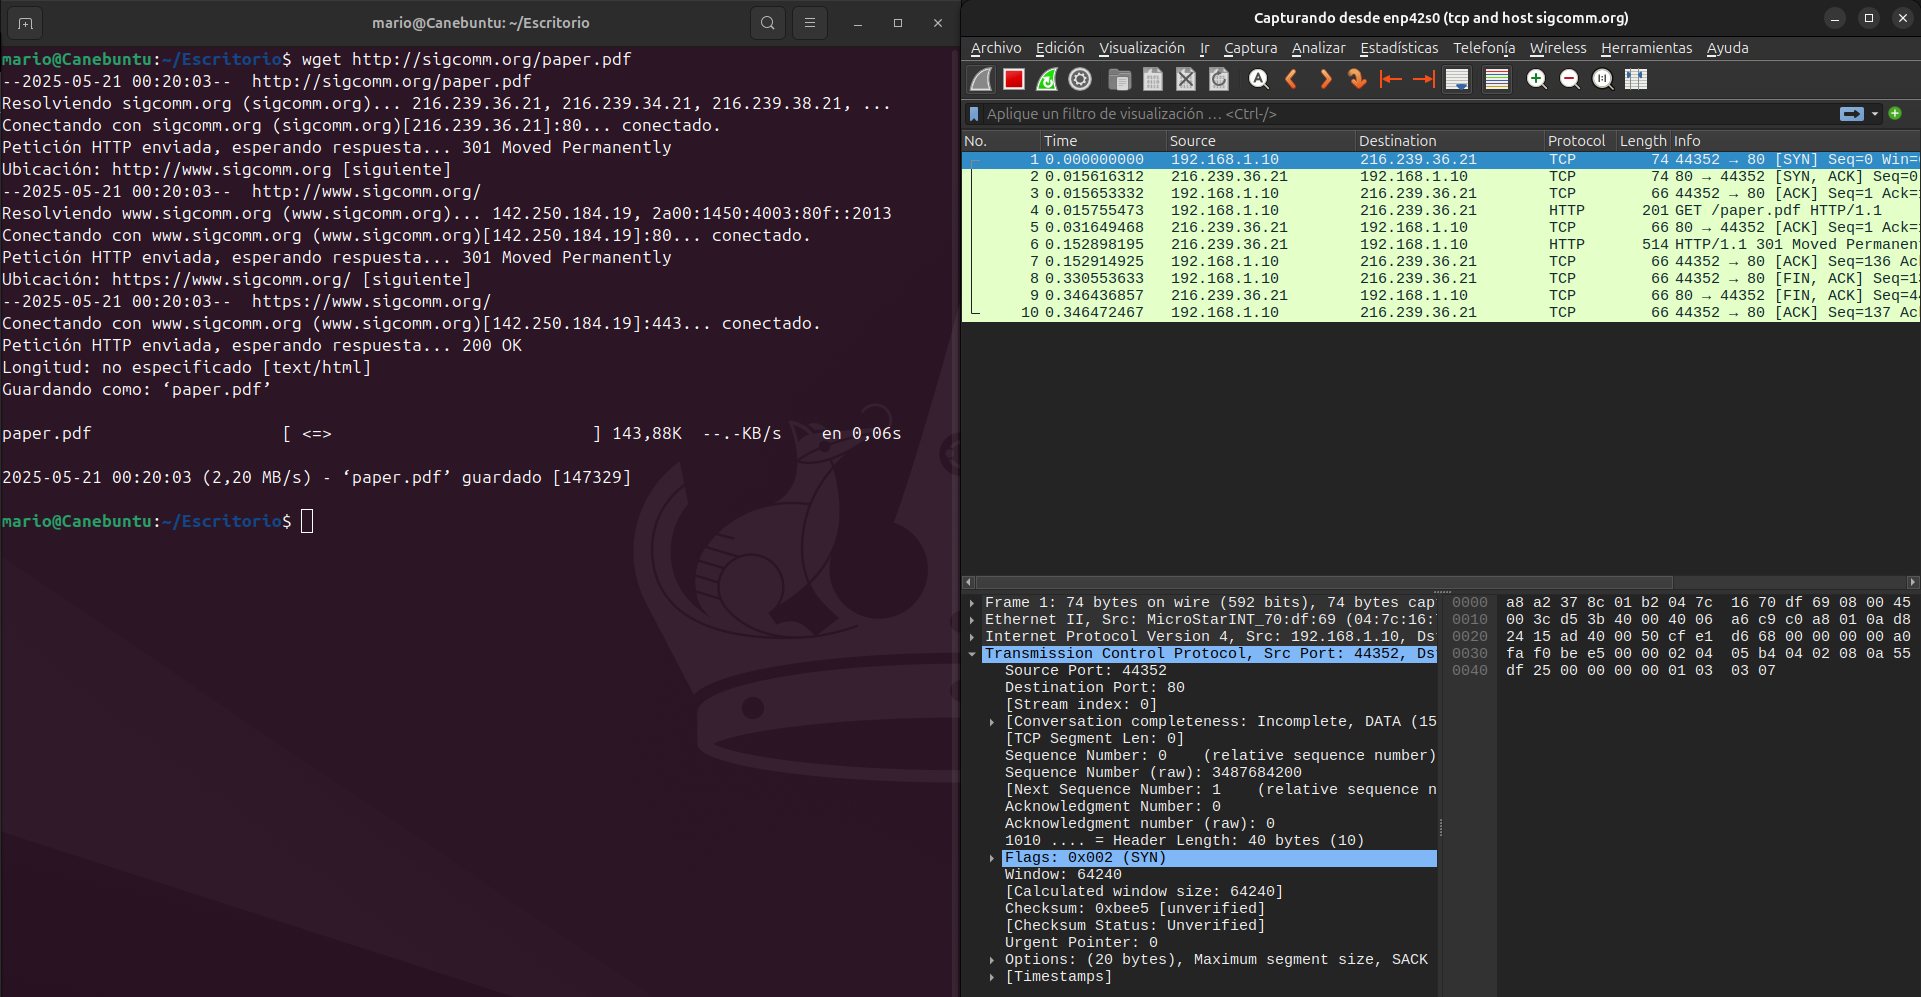 mario@Canebuntu: ~/Escritorio
mario@Canebuntu:~/Escritorio$ wget http://sigcomm.org/paper.pdf
--2025-05-21 00:20:03--  http://sigcomm.org/paper.pdf
Resolviendo sigcomm.org (sigcomm.org)... 216.239.36.21, 216.239.34.21, 216.239.38.21, ...
Conectando con sigcomm.org (sigcomm.org)[216.239.36.21]:80... conectado.
Petición HTTP enviada, esperando respuesta... 301 Moved Permanently
Ubicación: http://www.sigcomm.org [siguiente]
--2025-05-21 00:20:03--  http://www.sigcomm.org/
Resolviendo www.sigcomm.org (www.sigcomm.org)... 142.250.184.19, 2a00:1450:4003:80f::2013
Conectando con www.sigcomm.org (www.sigcomm.org)[142.250.184.19]:80... conectado.
Petición HTTP enviada, esperando respuesta... 301 Moved Permanently
Ubicación: https://www.sigcomm.org/ [siguiente]
--2025-05-21 00:20:03--  https://www.sigcomm.org/
Conectando con www.sigcomm.org (www.sigcomm.org)[142.250.184.19]:443... conectado.
Petición HTTP enviada, esperando respuesta... 200 OK
Longitud: no especificado [text/html]
Guardando como: ‘paper.pdf’
paper.pdf [ <=> ] 143,88K --.-KB/s en 0,06s
2025-05-21 00:20:03 (2,20 MB/s) - ‘paper.pdf’ guardado [147329]
mario@Canebuntu:~/Escritorio$
Capturando desde enp42s0 (tcp and host sigcomm.org)
Archivo Edición Visualización Ir Captura Analizar Estadísticas Telefonía Wireless Herramientas Ayuda
Aplique un filtro de visualización … <Ctrl-/>
No. Time Source Destination Protocol Length Info
1 0.000000000 192.168.1.10 216.239.36.21 TCP 74 44352 → 80 [SYN] Seq=0 Win=
2 0.015616312 216.239.36.21 192.168.1.10 TCP 74 80 → 44352 [SYN, ACK] Seq=0
3 0.015653332 192.168.1.10 216.239.36.21 TCP 66 44352 → 80 [ACK] Seq=1 Ack=
4 0.015755473 192.168.1.10 216.239.36.21 HTTP 201 GET /paper.pdf HTTP/1.1
5 0.031649468 216.239.36.21 192.168.1.10 TCP 66 80 → 44352 [ACK] Seq=1 Ack=
6 0.152898195 216.239.36.21 192.168.1.10 HTTP 514 HTTP/1.1 301 Moved Permanen
7 0.152914925 192.168.1.10 216.239.36.21 TCP 66 44352 → 80 [ACK] Seq=136 Ac
8 0.330553633 192.168.1.10 216.239.36.21 TCP 66 44352 → 80 [FIN, ACK] Seq=1
9 0.346436857 216.239.36.21 192.168.1.10 TCP 66 80 → 44352 [FIN, ACK] Seq=4
10 0.346472467 192.168.1.10 216.239.36.21 TCP 66 44352 → 80 [ACK] Seq=137 Ac
Frame 1: 74 bytes on wire (592 bits), 74 bytes cap
Ethernet II, Src: MicroStarINT_70:df:69 (04:7c:16:
Internet Protocol Version 4, Src: 192.168.1.10, Ds
Transmission Control Protocol, Src Port: 44352, Ds
Source Port: 44352
Destination Port: 80
[Stream index: 0]
[Conversation completeness: Incomplete, DATA (15
[TCP Segment Len: 0]
Sequence Number: 0    (relative sequence number)
Sequence Number (raw): 3487684200
[Next Sequence Number: 1    (relative sequence n
Acknowledgment Number: 0
Acknowledgment number (raw): 0
1010 .... = Header Length: 40 bytes (10)
Flags: 0x002 (SYN)
Window: 64240
[Calculated window size: 64240]
Checksum: 0xbee5 [unverified]
[Checksum Status: Unverified]
Urgent Pointer: 0
Options: (20 bytes), Maximum segment size, SACK
[Timestamps]
0000 a8 a2 37 8c 01 b2 04 7c 16 70 df 69 08 00 45
0010 00 3c d5 3b 40 00 40 06 a6 c9 c0 a8 01 0a d8
0020 24 15 ad 40 00 50 cf e1 d6 68 00 00 00 00 a0
0030 fa f0 be e5 00 00 02 04 05 b4 04 02 08 0a 55
0040 df 25 00 00 00 00 01 03 03 07